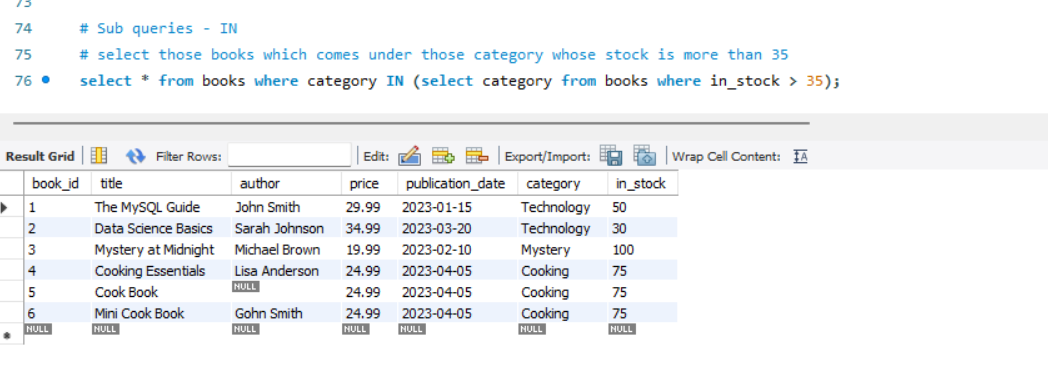 73
74 # Sub queries - IN
75 # select those books which comes under those category whose stock is more than 35
76 select * from books where category IN (select category from books where in_stock > 35);
Result Grid Filter Rows: Edit: Export/Import: Wrap Cell Content: IA
book_id title author price publication_date category in_stock
1 The MySQL Guide John Smith 29.99 2023-01-15 Technology 50
2 Data Science Basics Sarah Johnson 34.99 2023-03-20 Technology 30
3 Mystery at Midnight Michael Brown 19.99 2023-02-10 Mystery 100
4 Cooking Essentials Lisa Anderson 24.99 2023-04-05 Cooking 75
5 Cook Book NULL 24.99 2023-04-05 Cooking 75
6 Mini Cook Book Gohn Smith 24.99 2023-04-05 Cooking 75
NULL NULL NULL NULL NULL NULL NULL